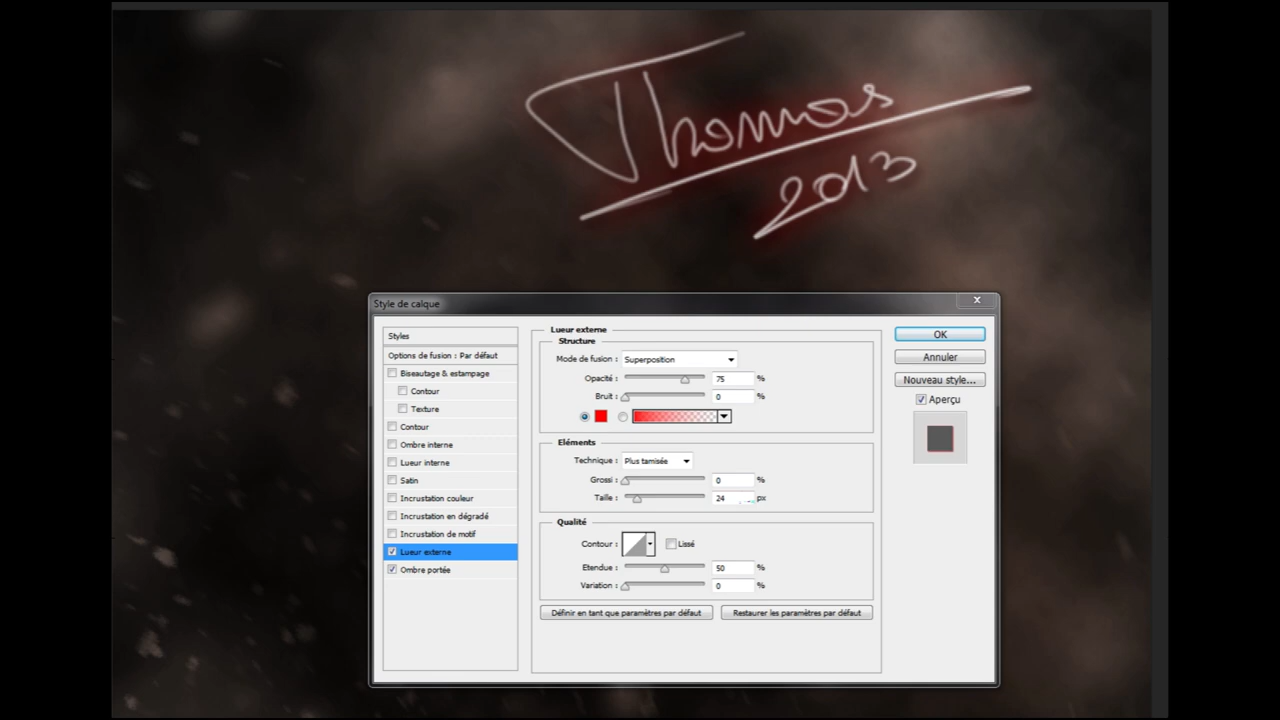 Thomas
2013
Style de calque
Styles
Options de fusion : Par défaut
Biseautage & estampage
Contour
Texture
Contour
Ombre interne
Lueur interne
Satin
Incrustation couleur
Incrustation en dégradé
Incrustation de motif
Lueur externe
Ombre portée
Lueur externe
Structure
Mode de fusion : Superposition
Opacité : 75 %
Bruit : 0 %
Eléments
Technique : Plus tamisée
Grossi : 0 %
Taille : 24 px
Qualité
Contour : Lissé
Etendue : 50 %
Variation : 0 %
Définir en tant que paramètres par défaut
Restaurer les paramètres par défaut
OK
Annuler
Nouveau style...
Aperçu